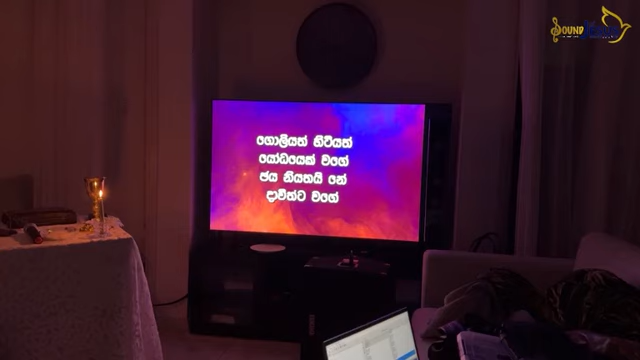 ගොලීයත් හිටියත්
යෝධයෙක් වගේ
ජය නියතයි නේ
දාවිත්ට වගේ
SOUND